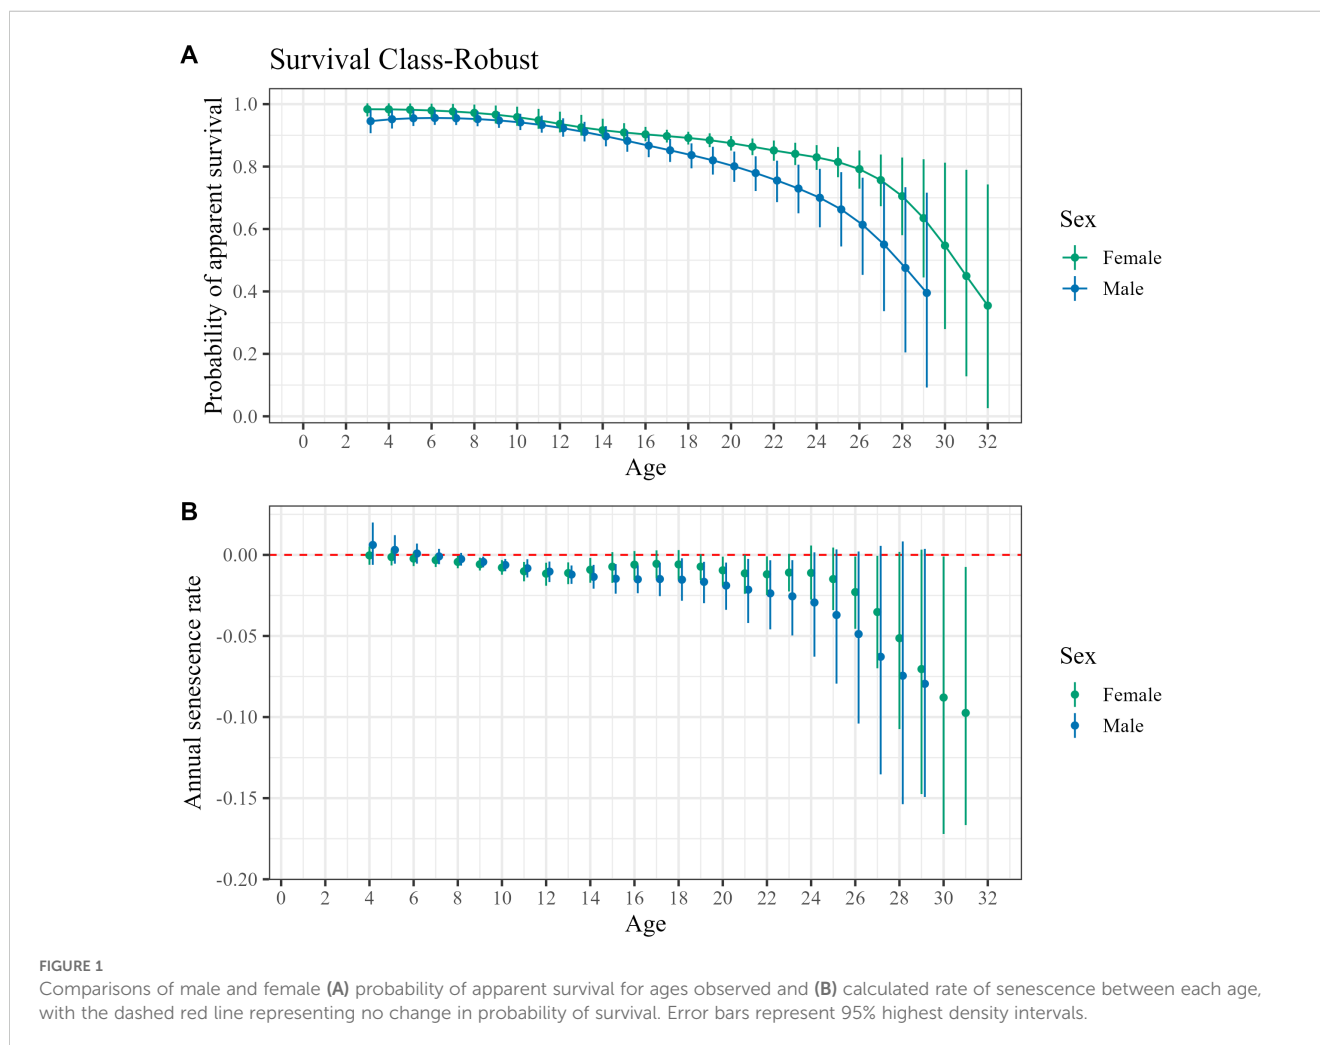 A
Survival Class-Robust
Probability of apparent survival
1.0
0.8
0.6
0.4
0.2
0.0
0 2 4 6 8 10 12 14 16 18 20 22 24 26 28 30 32
Age
Sex
Female
Male
B
Annual senescence rate
0.00
-0.05
-0.10
-0.15
-0.20
0 2 4 6 8 10 12 14 16 18 20 22 24 26 28 30 32
Age
Sex
Female
Male
FIGURE 1
Comparisons of male and female (A) probability of apparent survival for ages observed and (B) calculated rate of senescence between each age,
with the dashed red line representing no change in probability of survival. Error bars represent 95% highest density intervals.